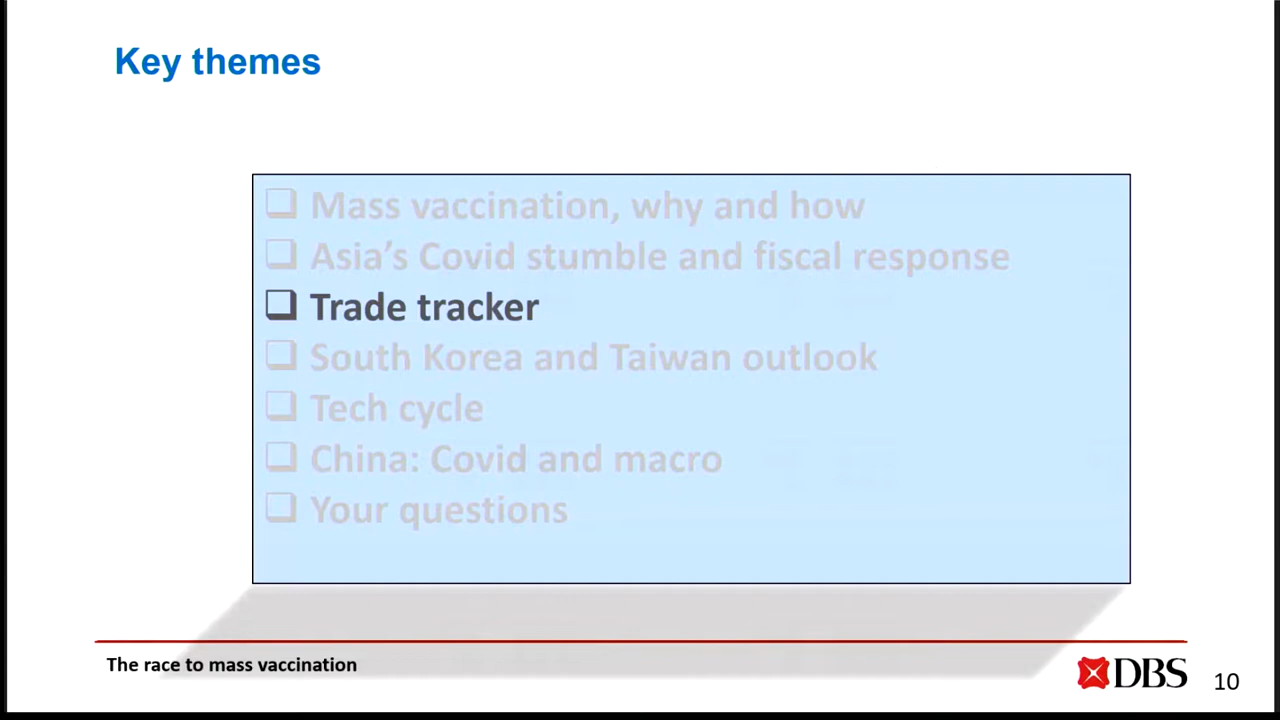 Key themes
Mass vaccination, why and how
Asia’s Covid stumble and fiscal response
Trade tracker
South Korea and Taiwan outlook
Tech cycle
China: Covid and macro
Your questions
The race to mass vaccination
DBS
10